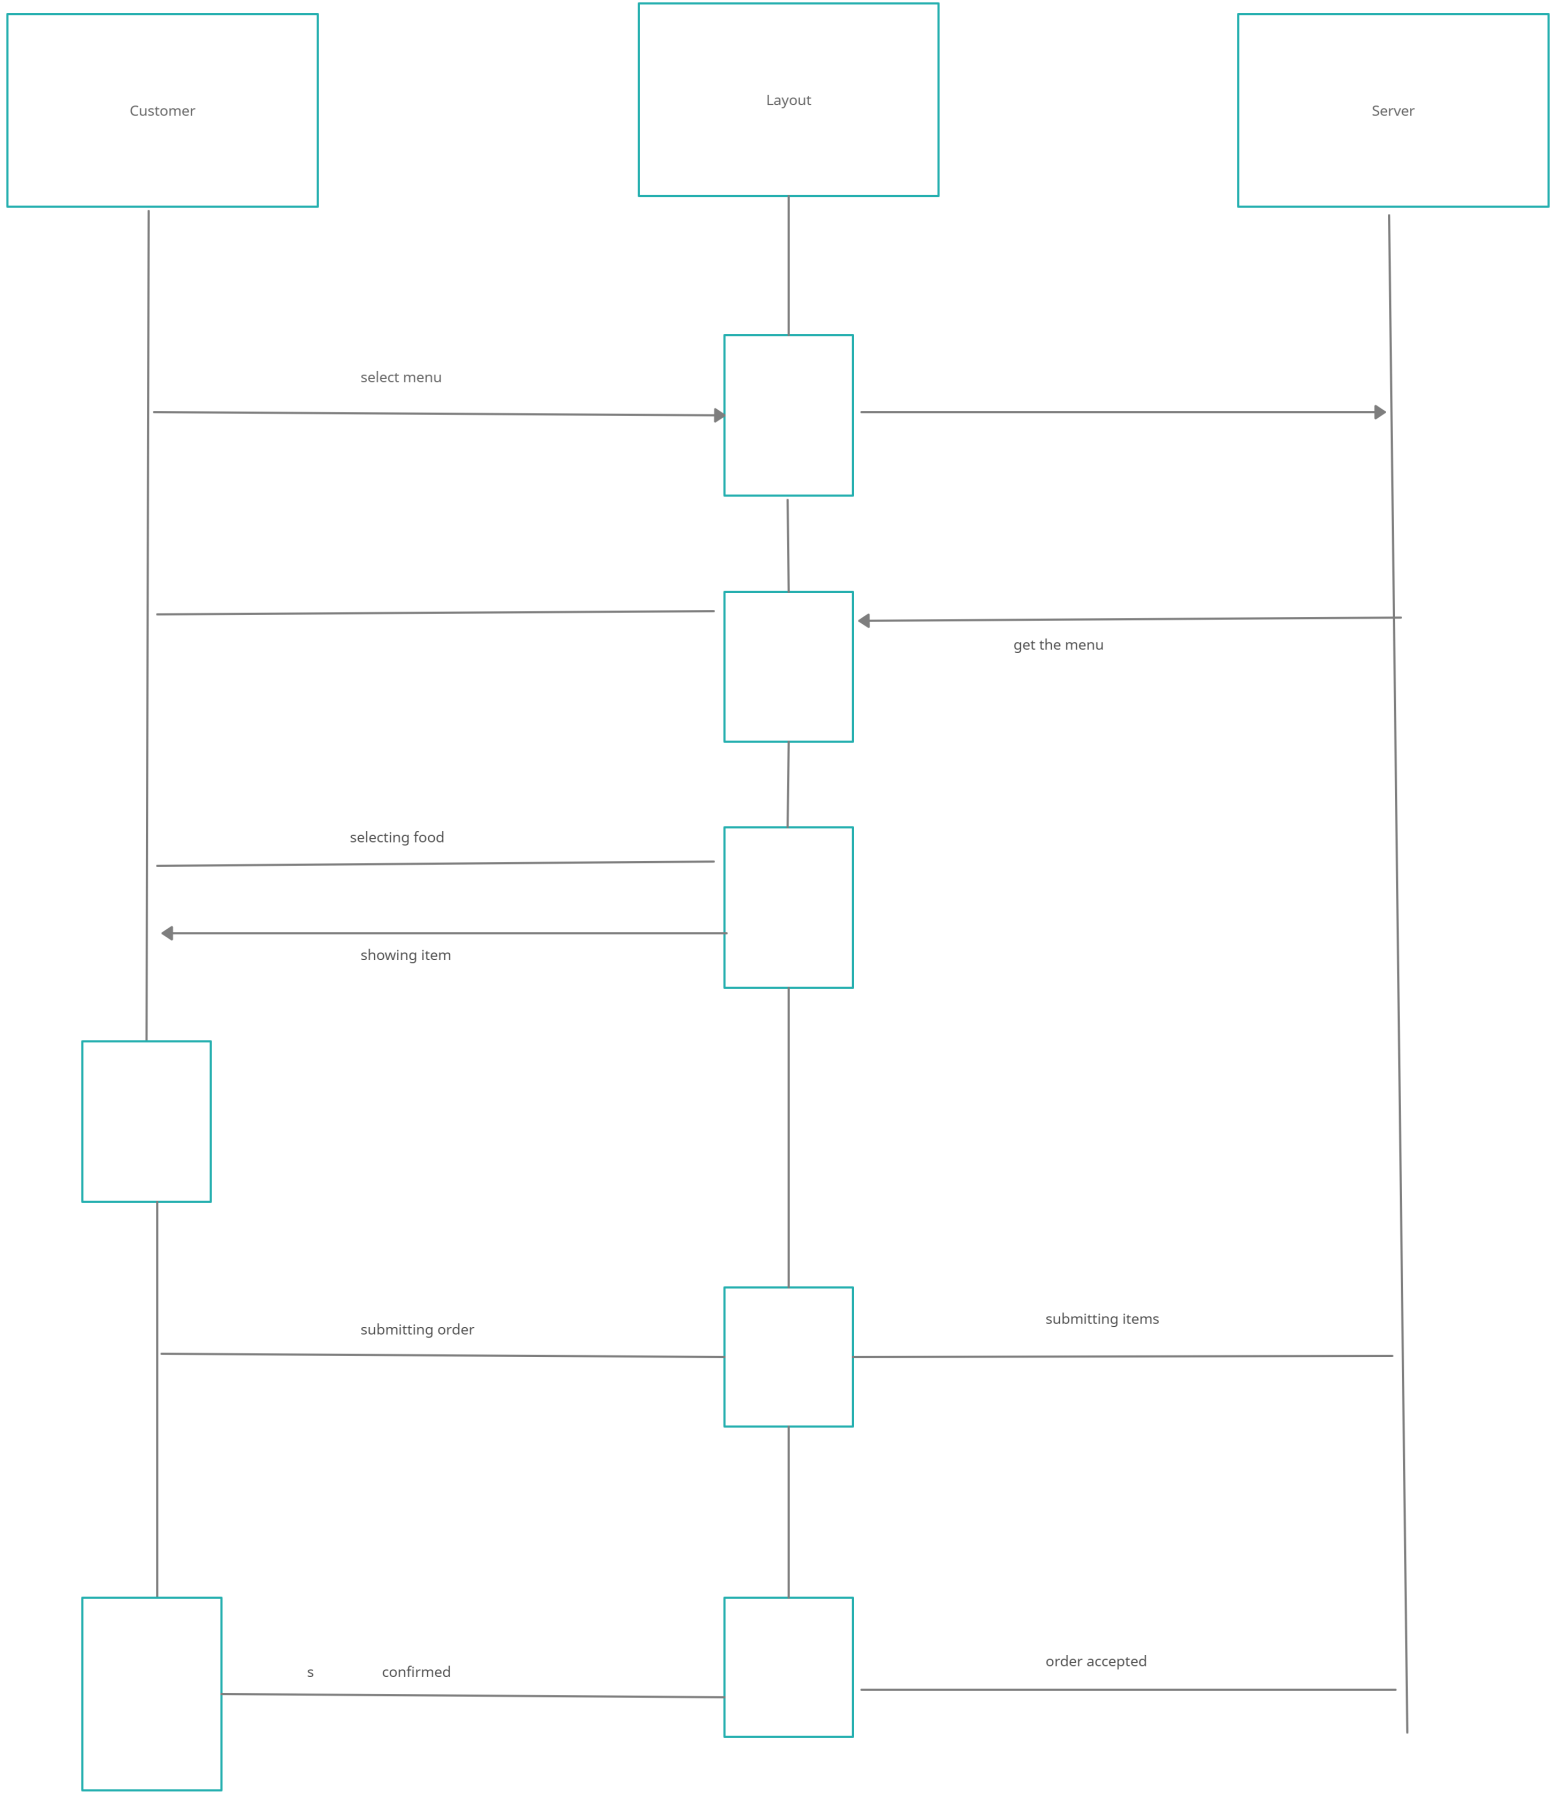 Customer
Layout
Server
select menu
get the menu
selecting food
showing item
submitting order
submitting items
s confirmed
order accepted